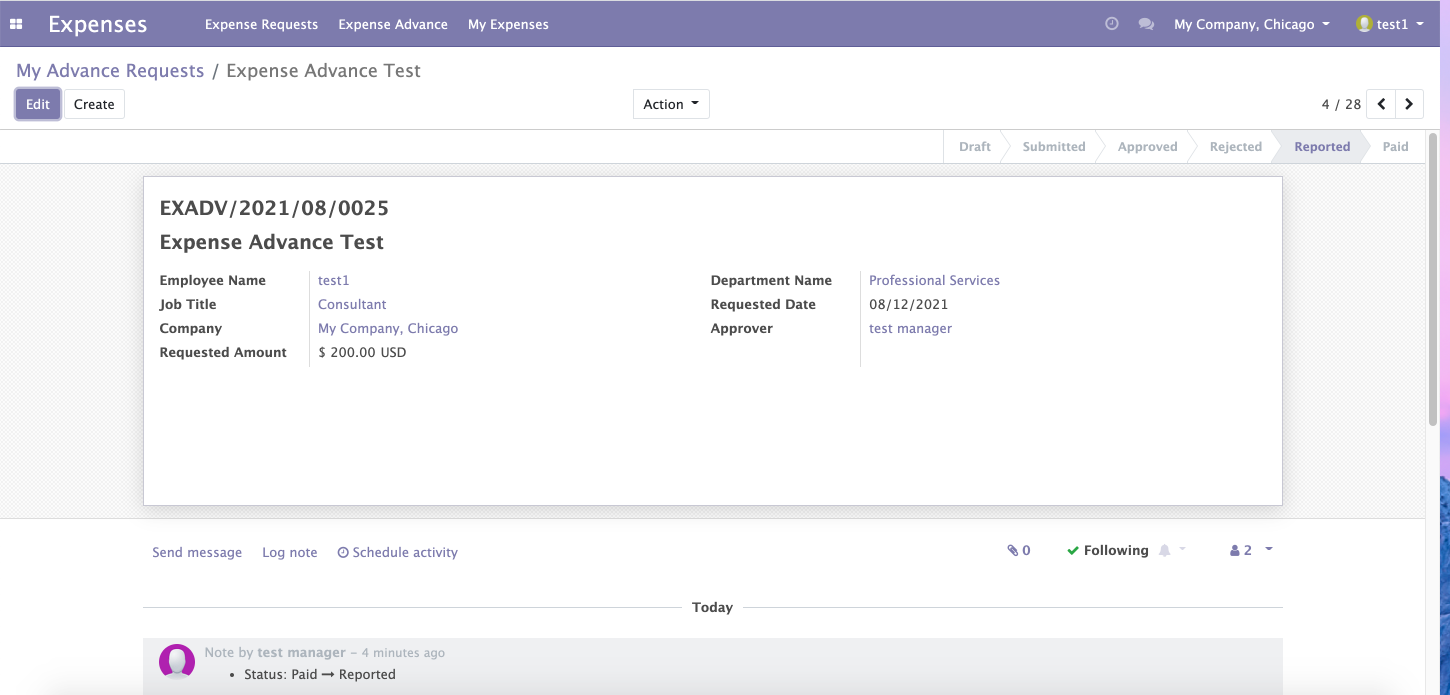 Expenses Expense Requests Expense Advance My Expenses My Company, Chicago test1
My Advance Requests / Expense Advance Test
Edit Create Action 4 / 28
Draft Submitted Approved Rejected Reported Paid
EXADV/2021/08/0025
Expense Advance Test
Employee Name test1 Department Name Professional Services
Job Title Consultant Requested Date 08/12/2021
Company My Company, Chicago Approver test manager
Requested Amount $ 200.00 USD
Send message Log note Schedule activity 0 Following 2
Today
Note by test manager – 4 minutes ago
• Status: Paid → Reported